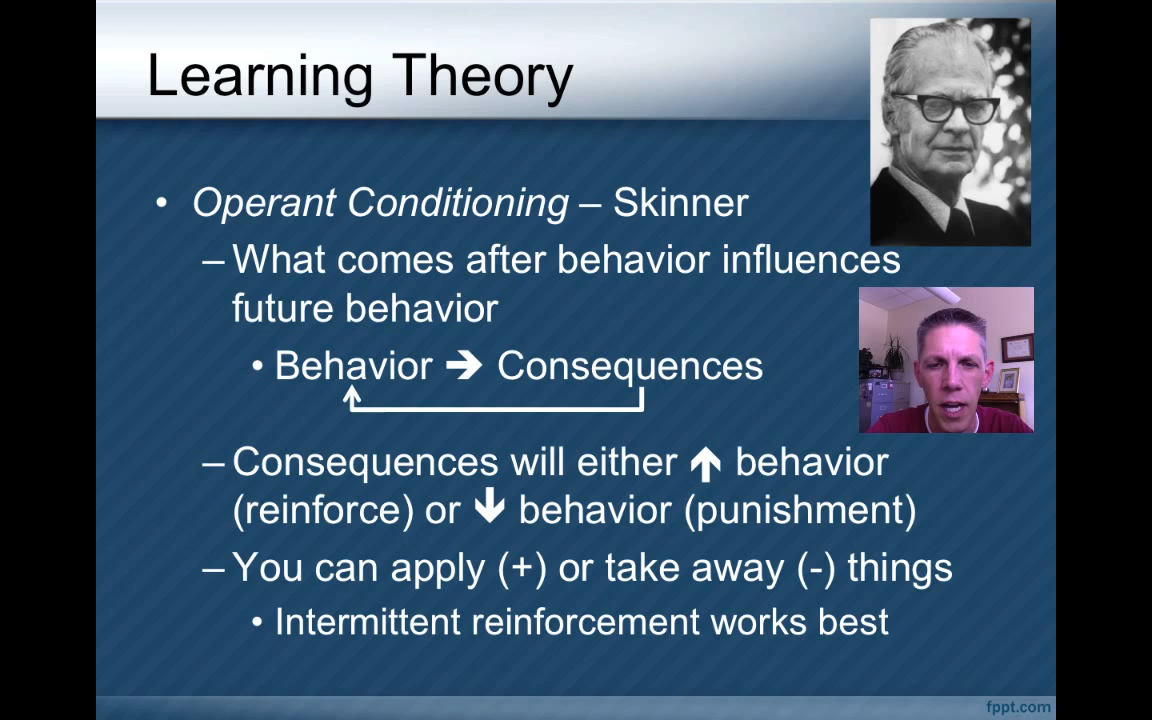 Learning Theory
• Operant Conditioning – Skinner
– What comes after behavior influences
future behavior
• Behavior ➔ Consequences
– Consequences will either 🡹 behavior
(reinforce) or 🡻 behavior (punishment)
– You can apply (+) or take away (-) things
• Intermittent reinforcement works best
fppt.com